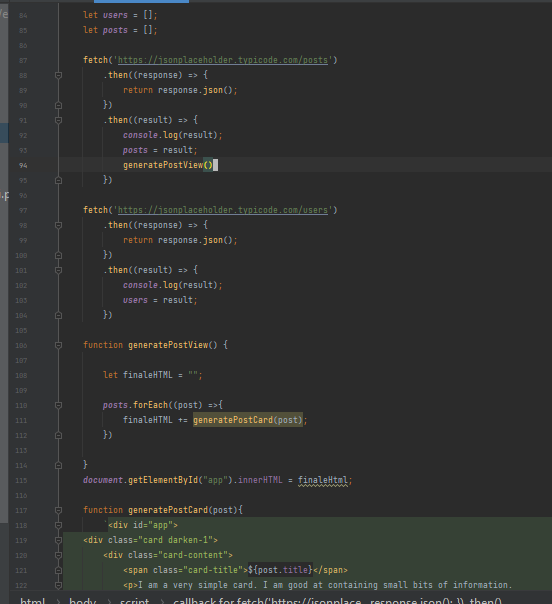 84 let users = [];
85 let posts = [];
86
87 fetch('https://jsonplaceholder.typicode.com/posts')
88 .then((response) => {
89 return response.json();
90 })
91 .then((result) => {
92 console.log(result);
93 posts = result;
94 generatePostView()
95 })
96
97 fetch('https://jsonplaceholder.typicode.com/users')
98 .then((response) => {
99 return response.json();
100 })
101 .then((result) => {
102 console.log(result);
103 users = result;
104 })
105
106 function generatePostView() {
107
108 let finaleHTML = "";
109
110 posts.forEach((post) =>{
111 finaleHTML += generatePostCard(post);
112 })
113
114 }
115 document.getElementById("app").innerHTML = finaleHtml;
116
117 function generatePostCard(post){
118 `<div id="app">
119 <div class="card darken-1">
120 <div class="card-content">
121 <span class="card-title">${post.title}</span>
122 <p>I am a very simple card. I am good at containing small bits of information.
html › body › script › callback for fetch('https://jsonplace... response.json(); }) .then()